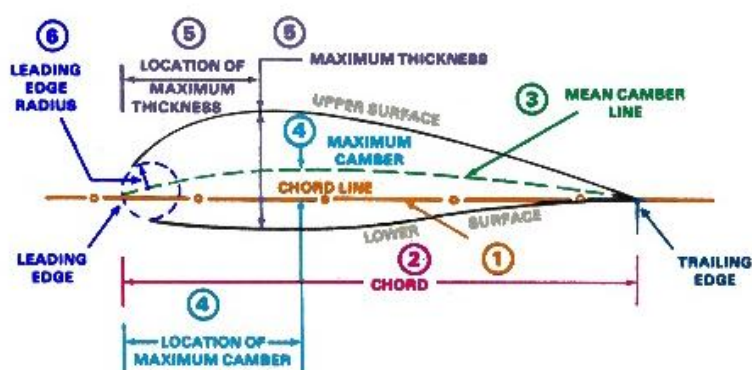 6
5
5
LEADING
EDGE
RADIUS
LOCATION OF
MAXIMUM
THICKNESS
MAXIMUM THICKNESS
UPPER SURFACE
3
MEAN CAMBER
LINE
4
MAXIMUM
CAMBER
CHORD LINE
LOWER SURFACE
LEADING
EDGE
2
CHORD
1
TRAILING
EDGE
4
LOCATION OF
MAXIMUM CAMBER